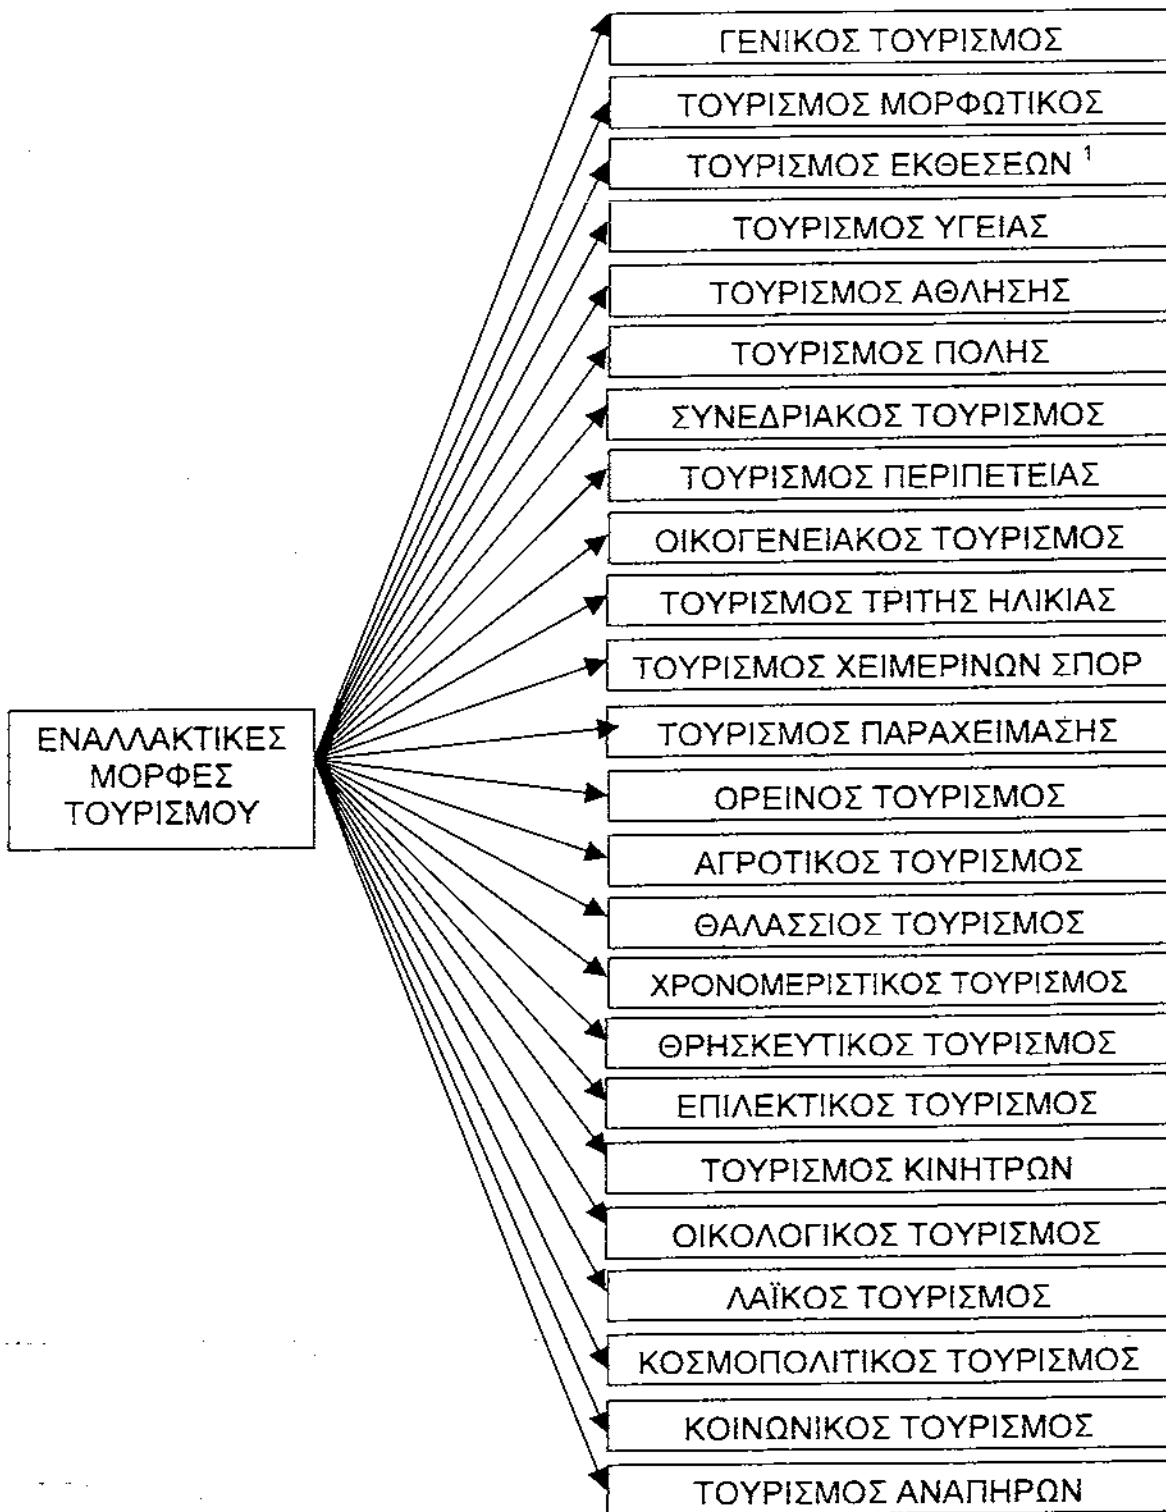 ΓΕΝΙΚΟΣ ΤΟΥΡΙΣΜΟΣ
ΤΟΥΡΙΣΜΟΣ ΜΟΡΦΩΤΙΚΟΣ
ΤΟΥΡΙΣΜΟΣ ΕΚΘΕΣΕΩΝ ¹
ΤΟΥΡΙΣΜΟΣ ΥΓΕΙΑΣ
ΤΟΥΡΙΣΜΟΣ ΑΘΛΗΣΗΣ
ΤΟΥΡΙΣΜΟΣ ΠΟΛΗΣ
ΣΥΝΕΔΡΙΑΚΟΣ ΤΟΥΡΙΣΜΟΣ
ΤΟΥΡΙΣΜΟΣ ΠΕΡΙΠΕΤΕΙΑΣ
ΟΙΚΟΓΕΝΕΙΑΚΟΣ ΤΟΥΡΙΣΜΟΣ
ΤΟΥΡΙΣΜΟΣ ΤΡΙΤΗΣ ΗΛΙΚΙΑΣ
ΤΟΥΡΙΣΜΟΣ ΧΕΙΜΕΡΙΝΩΝ ΣΠΟΡ
ΕΝΑΛΛΑΚΤΙΚΕΣ
ΜΟΡΦΕΣ
ΤΟΥΡΙΣΜΟΥ
ΤΟΥΡΙΣΜΟΣ ΠΑΡΑΧΕΙΜΑΣΗΣ
ΟΡΕΙΝΟΣ ΤΟΥΡΙΣΜΟΣ
ΑΓΡΟΤΙΚΟΣ ΤΟΥΡΙΣΜΟΣ
ΘΑΛΑΣΣΙΟΣ ΤΟΥΡΙΣΜΟΣ
ΧΡΟΝΟΜΕΡΙΣΤΙΚΟΣ ΤΟΥΡΙΣΜΟΣ
ΘΡΗΣΚΕΥΤΙΚΟΣ ΤΟΥΡΙΣΜΟΣ
ΕΠΙΛΕΚΤΙΚΟΣ ΤΟΥΡΙΣΜΟΣ
ΤΟΥΡΙΣΜΟΣ ΚΙΝΗΤΡΩΝ
ΟΙΚΟΛΟΓΙΚΟΣ ΤΟΥΡΙΣΜΟΣ
ΛΑΪΚΟΣ ΤΟΥΡΙΣΜΟΣ
ΚΟΣΜΟΠΟΛΙΤΙΚΟΣ ΤΟΥΡΙΣΜΟΣ
ΚΟΙΝΩΝΙΚΟΣ ΤΟΥΡΙΣΜΟΣ
ΤΟΥΡΙΣΜΟΣ ΑΝΑΠΗΡΩΝ